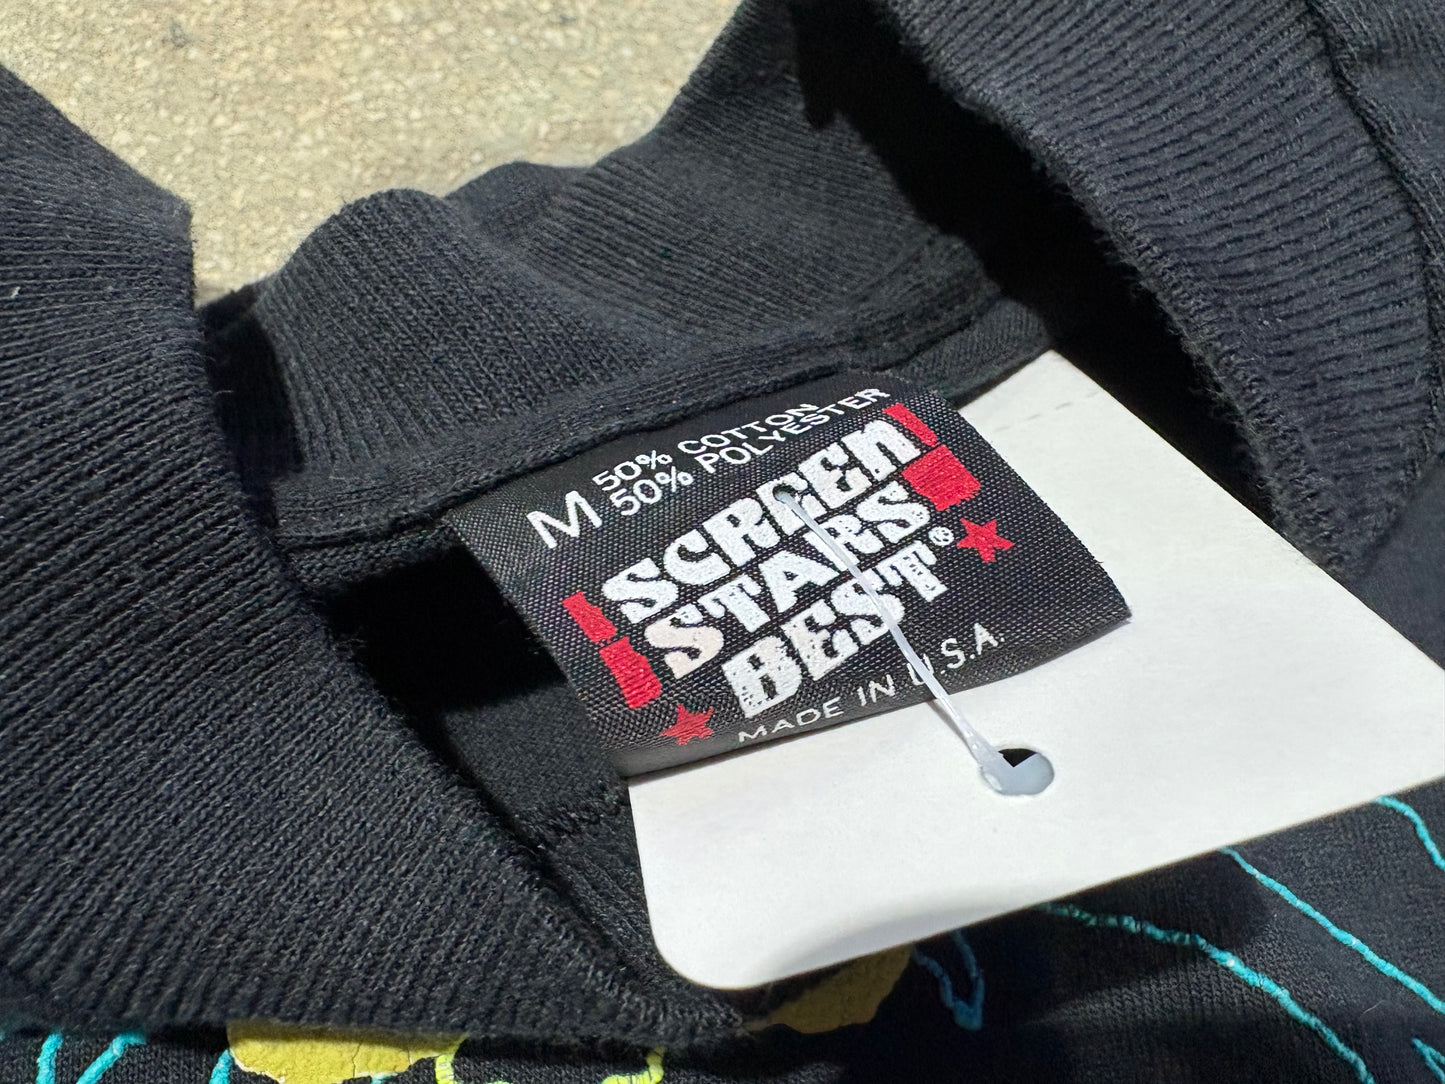 M
50% COTTON
50% POLYESTER
SCREEN
STARS
BEST®
MADE IN U.S.A.